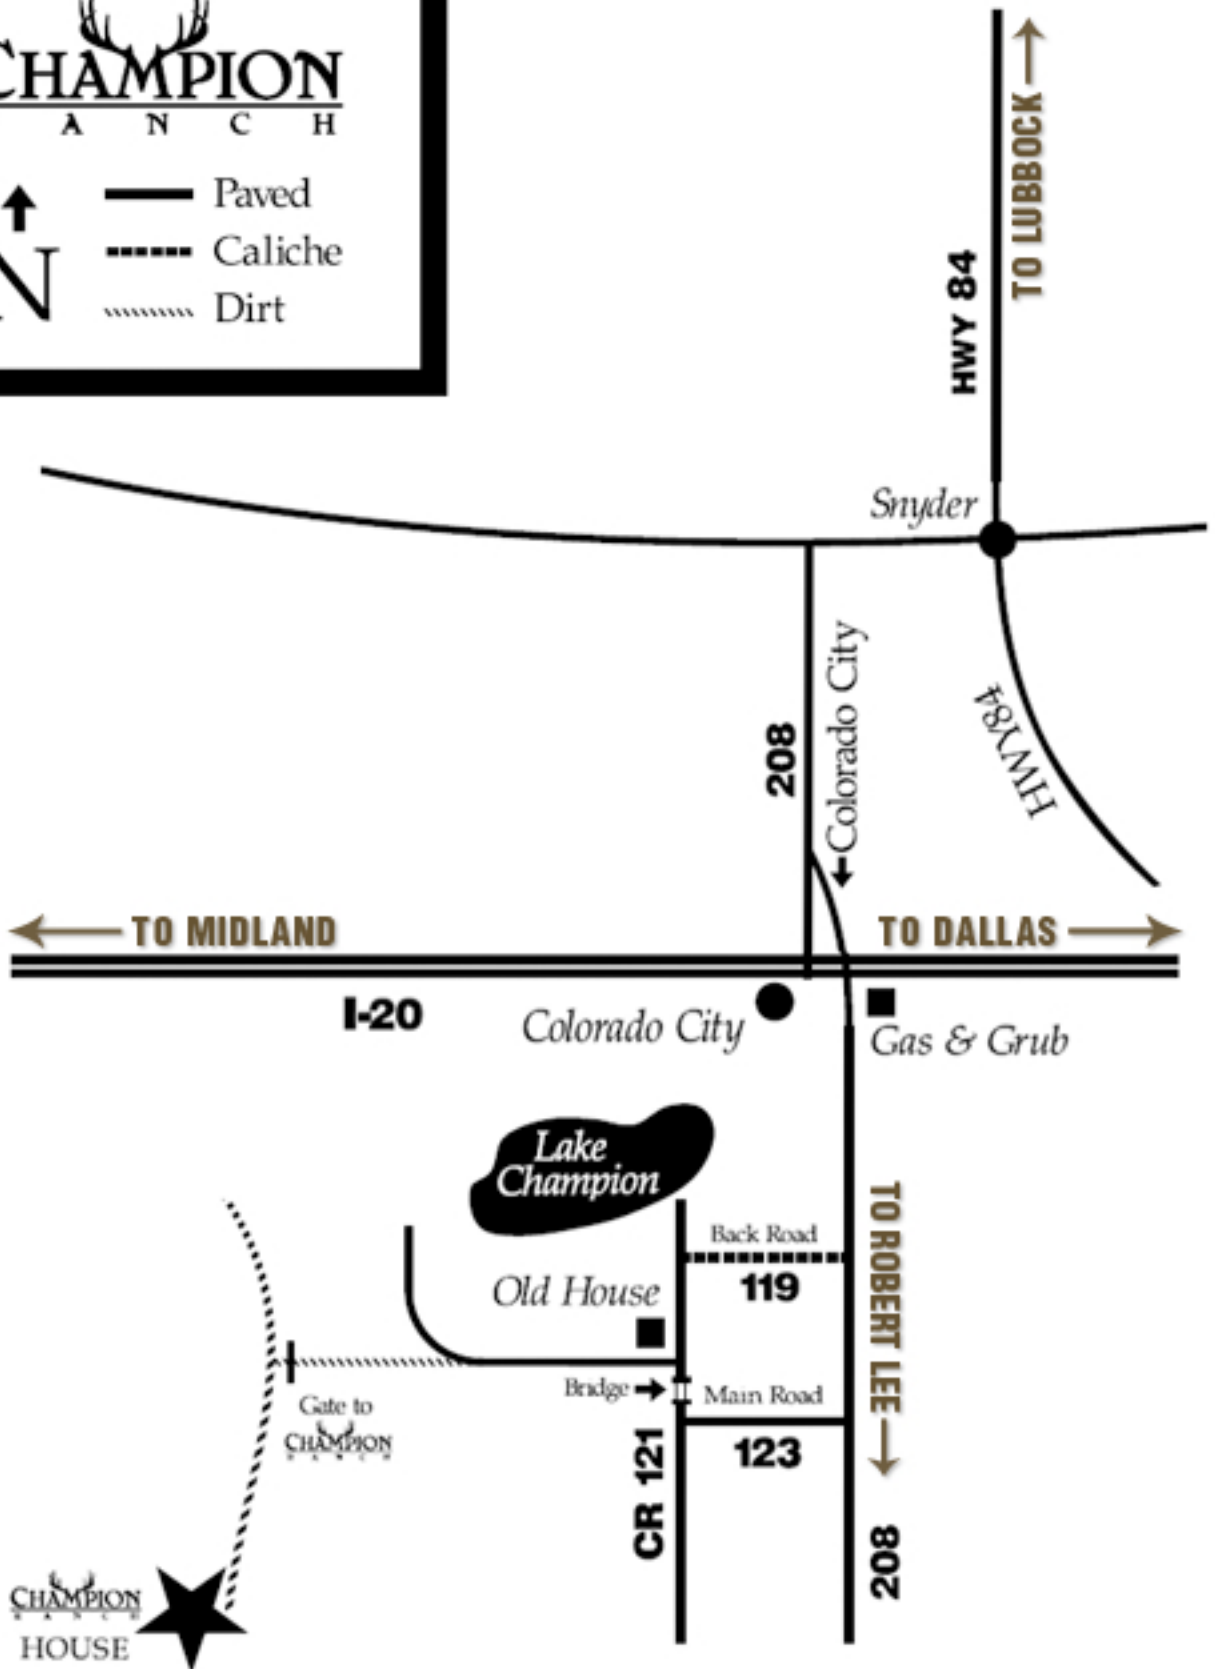 CHAMPION
A N C H
Paved
N
Caliche
Dirt
TO LUBBOCK
HWY 84
Snyder
208
Colorado City
HWY84
TO MIDLAND
TO DALLAS
I-20
Colorado City
Gas & Grub
Lake
Champion
TO ROBERT LEE
Back Road
119
Old House
Bridge
Main Road
Gate to
CHAMPION
RANCH
CR 121
123
208
CHAMPION
RANCH
HOUSE